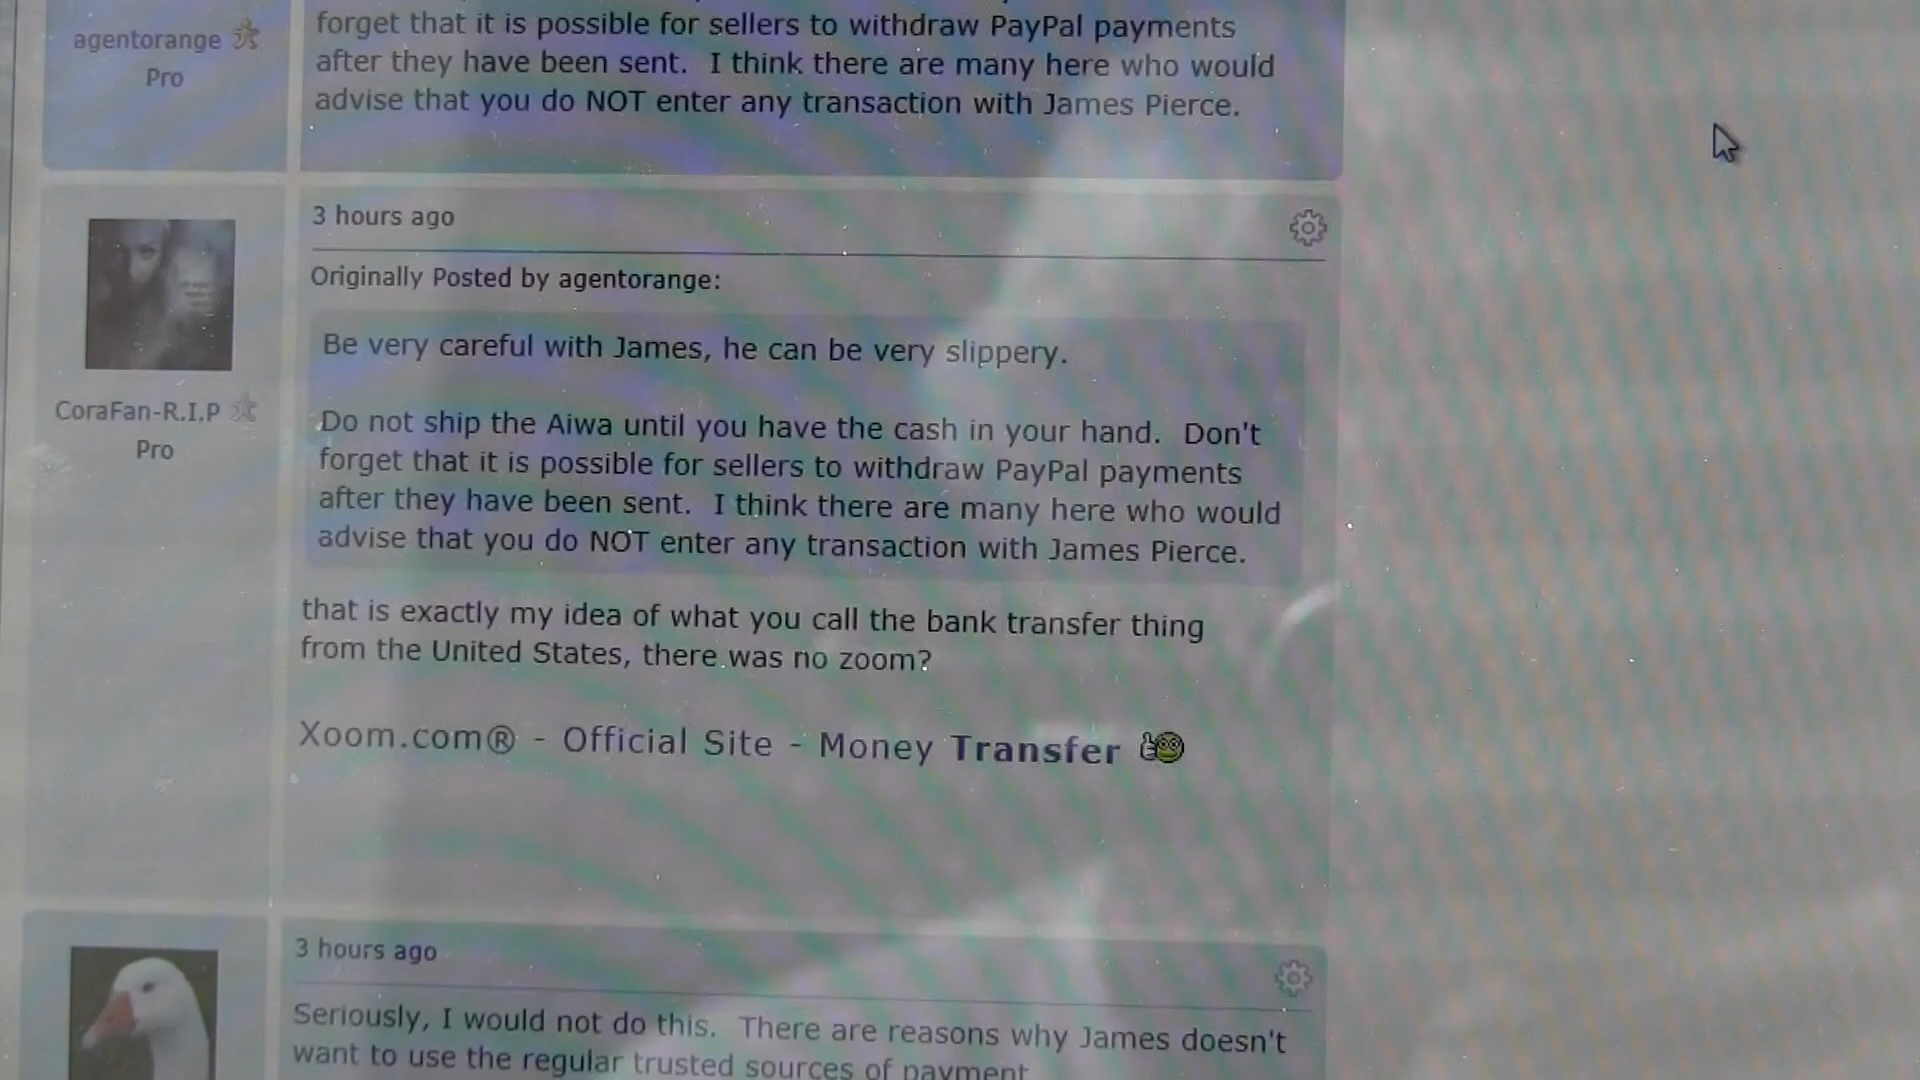 agentorange
Pro
forget that it is possible for sellers to withdraw PayPal payments
after they have been sent. I think there are many here who would
advise that you do NOT enter any transaction with James Pierce.
CoraFan-R.I.P
Pro
3 hours ago
Originally Posted by agentorange:
Be very careful with James, he can be very slippery.
Do not ship the Aiwa until you have the cash in your hand. Don't
forget that it is possible for sellers to withdraw PayPal payments
after they have been sent. I think there are many here who would
advise that you do NOT enter any transaction with James Pierce.
that is exactly my idea of what you call the bank transfer thing
from the United States, there was no zoom?
Xoom.com® - Official Site - Money Transfer
3 hours ago
Seriously, I would not do this. There are reasons why James doesn't
want to use the regular trusted sources of payment